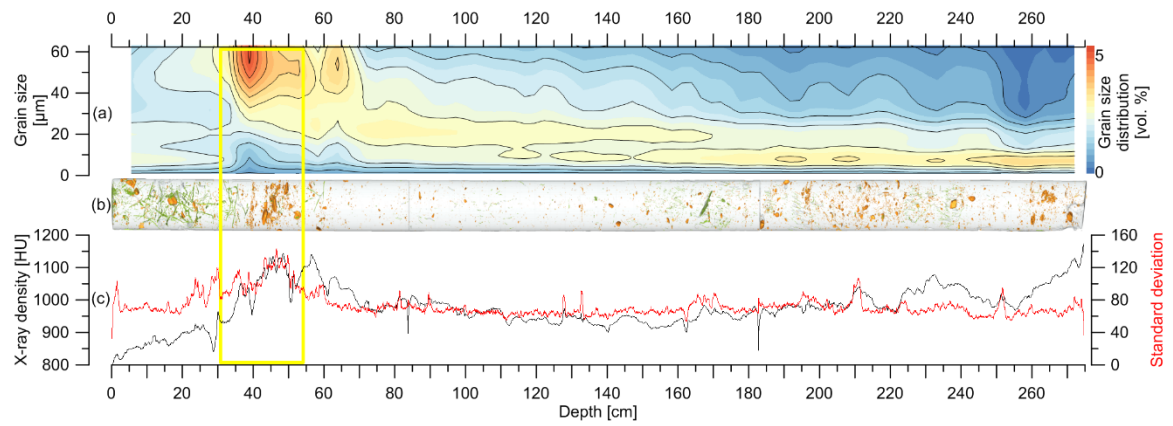 0 20 40 60 80 100 120 140 160 180 200 220 240 260
60
40
20
0
Grain size
[µm]
(a)
5
0
Grain size
distribution
[vol. %]
(b)
1200
1100
1000
900
800
X-ray density [HU]
(c)
160
120
80
40
0
Standard deviation
0 20 40 60 80 100 120 140 160 180 200 220 240 260
Depth [cm]